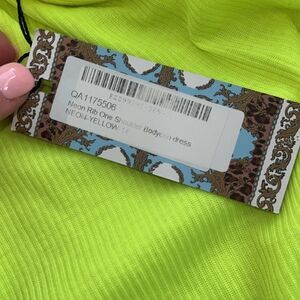 QA1175506
Neon Rib One Shoulder Bodycon dress
NEON-YELLOW-